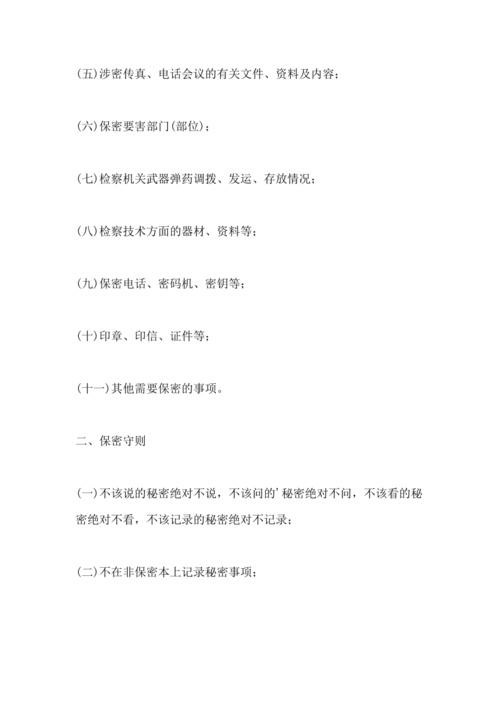 (五)涉密传真、电话会议的有关文件、资料及内容；
(六)保密要害部门(部位)；
(七)检察机关武器弹药调拨、发运、存放情况；
(八)检察技术方面的器材、资料等；
(九)保密电话、密码机、密钥等；
(十)印章、印信、证件等；
(十一)其他需要保密的事项。
二、保密守则
(一)不该说的秘密绝对不说，不该问的'秘密绝对不问，不该看的秘
密绝对不看，不该记录的秘密绝对不记录；
(二)不在非保密本上记录秘密事项；